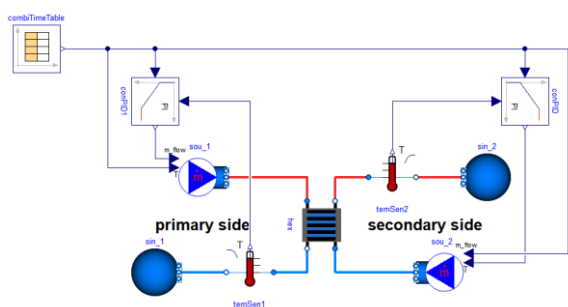 combiTimeTable
conPID1
PI
conPID
PI
sou_1
m_flow
T
ṁ
sin_2
T
temSen2
primary side
hex
secondary side
sou_2
m_flow
T
ṁ
sin_1
T
temSen1